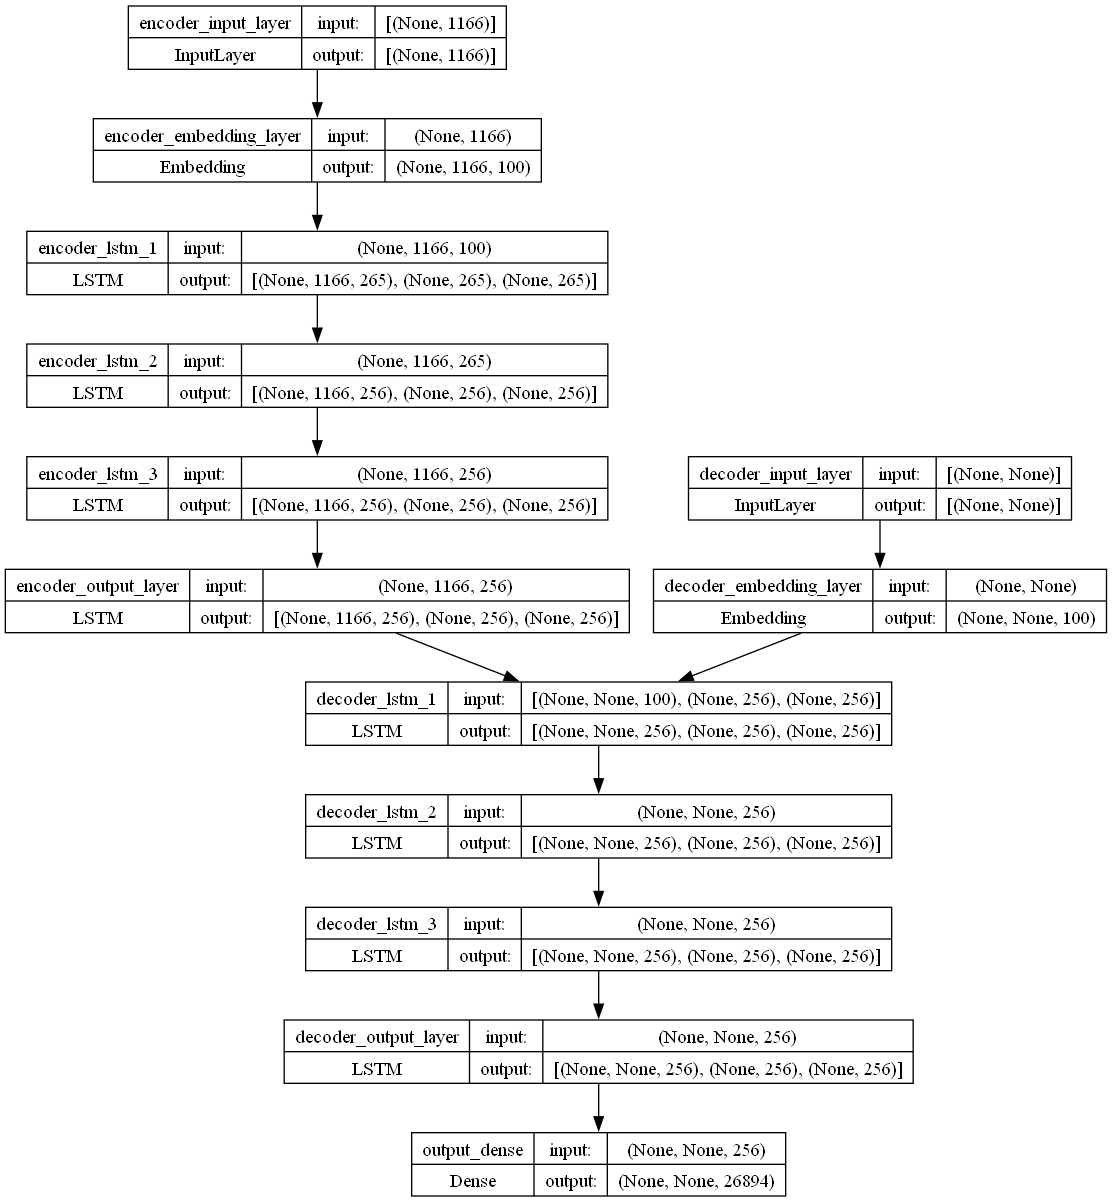 encoder_input_layer input: [(None, 1166)]
InputLayer output: [(None, 1166)]
encoder_embedding_layer input: (None, 1166)
Embedding output: (None, 1166, 100)
encoder_lstm_1 input: (None, 1166, 100)
LSTM output: [(None, 1166, 265), (None, 265), (None, 265)]
encoder_lstm_2 input: (None, 1166, 265)
LSTM output: [(None, 1166, 256), (None, 256), (None, 256)]
encoder_lstm_3 input: (None, 1166, 256)
LSTM output: [(None, 1166, 256), (None, 256), (None, 256)]
decoder_input_layer input: [(None, None)]
InputLayer output: [(None, None)]
encoder_output_layer input: (None, 1166, 256)
LSTM output: [(None, 1166, 256), (None, 256), (None, 256)]
decoder_embedding_layer input: (None, None)
Embedding output: (None, None, 100)
decoder_lstm_1 input: [(None, None, 100), (None, 256), (None, 256)]
LSTM output: [(None, None, 256), (None, 256), (None, 256)]
decoder_lstm_2 input: (None, None, 256)
LSTM output: [(None, None, 256), (None, 256), (None, 256)]
decoder_lstm_3 input: (None, None, 256)
LSTM output: [(None, None, 256), (None, 256), (None, 256)]
decoder_output_layer input: (None, None, 256)
LSTM output: [(None, None, 256), (None, 256), (None, 256)]
output_dense input: (None, None, 256)
Dense output: (None, None, 26894)